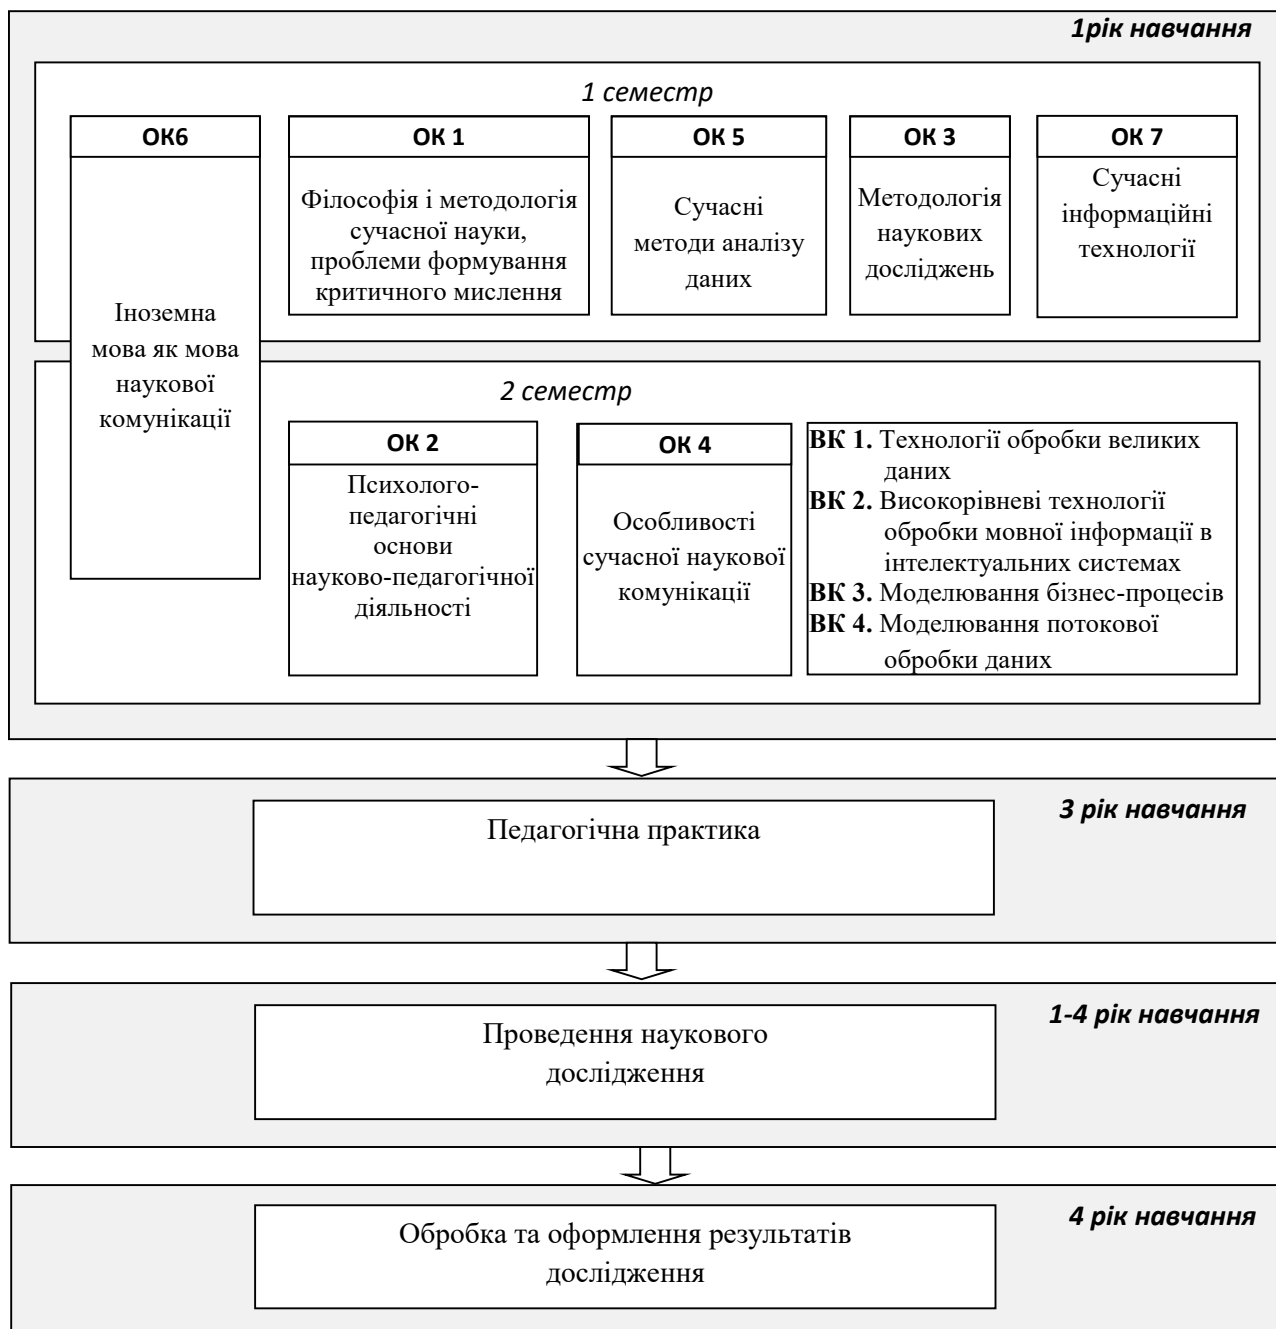 1рік навчання
1 семестр
ОК6
Іноземна
мова як мова
наукової
комунікації
ОК 1
Філософія і методологія
сучасної науки,
проблеми формування
критичного мислення
ОК 5
Сучасні
методи аналізу
даних
ОК 3
Методологія
наукових
досліджень
ОК 7
Сучасні
інформаційні
технології
2 семестр
ОК 2
Психолого-
педагогічні
основи
науково-педагогічної
діяльності
ОК 4
Особливості
сучасної наукової
комунікації
ВК 1. Технології обробки великих
даних
ВК 2. Високорівневі технології
обробки мовної інформації в
інтелектуальних системах
ВК 3. Моделювання бізнес-процесів
ВК 4. Моделювання потокової
обробки даних
3 рік навчання
Педагогічна практика
1-4 рік навчання
Проведення наукового
дослідження
4 рік навчання
Обробка та оформлення результатів
дослідження